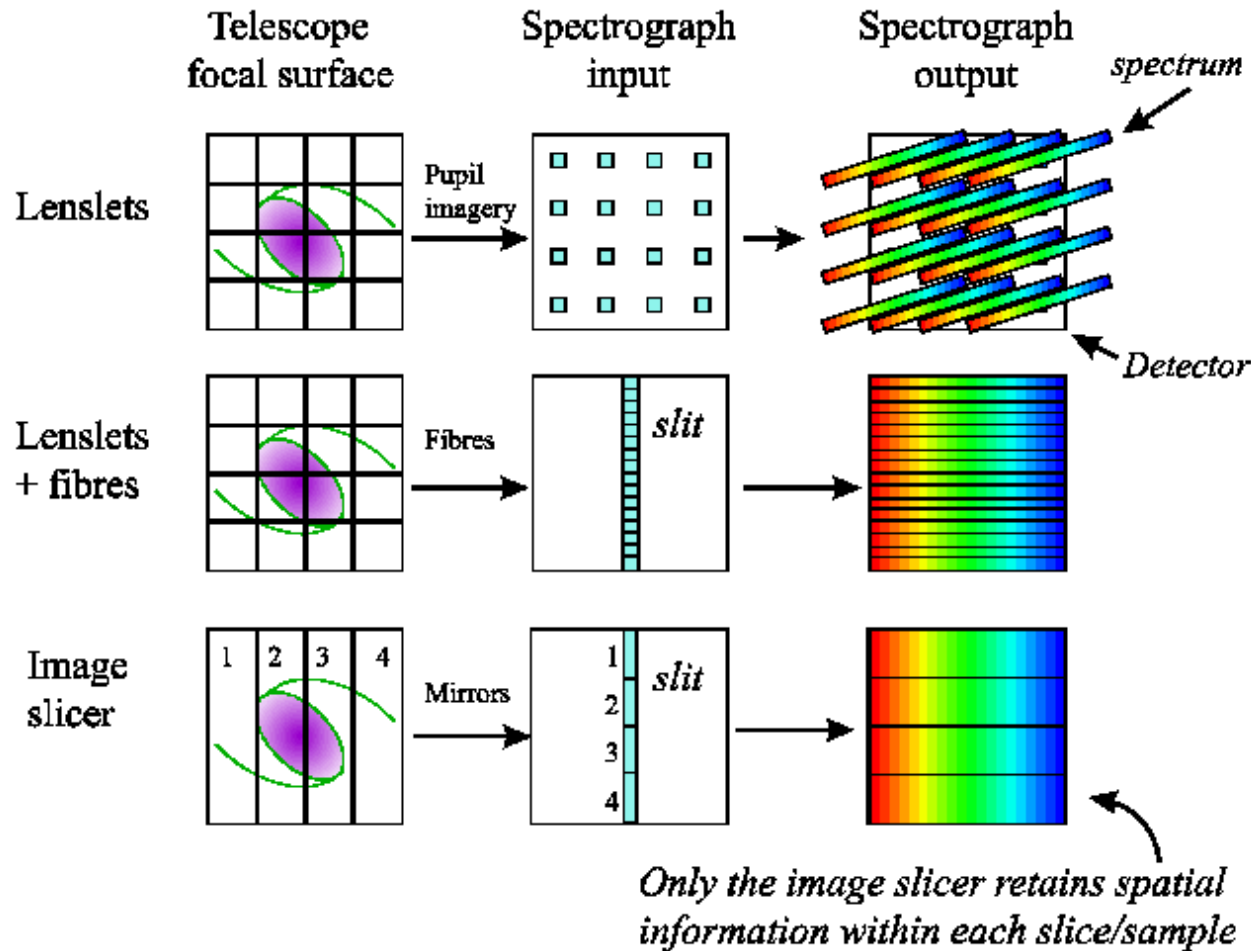 Telescope
focal surface
Spectrograph
input
Spectrograph
output
spectrum
Lenslets
Pupil
imagery
Detector
Lenslets
+ fibres
Fibres
slit
Image
slicer
1 2 3 4
Mirrors
1
2
3
4
slit
Only the image slicer retains spatial
information within each slice/sample